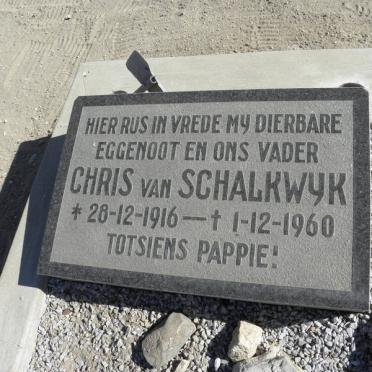 HIER RUS IN VREDE MY DIERBARE
EGGENOOT EN ONS VADER
CHRIS VAN SCHALKWYK
* 28-12-1916 — † 1-12-1960
TOTSIENS PAPPIE!